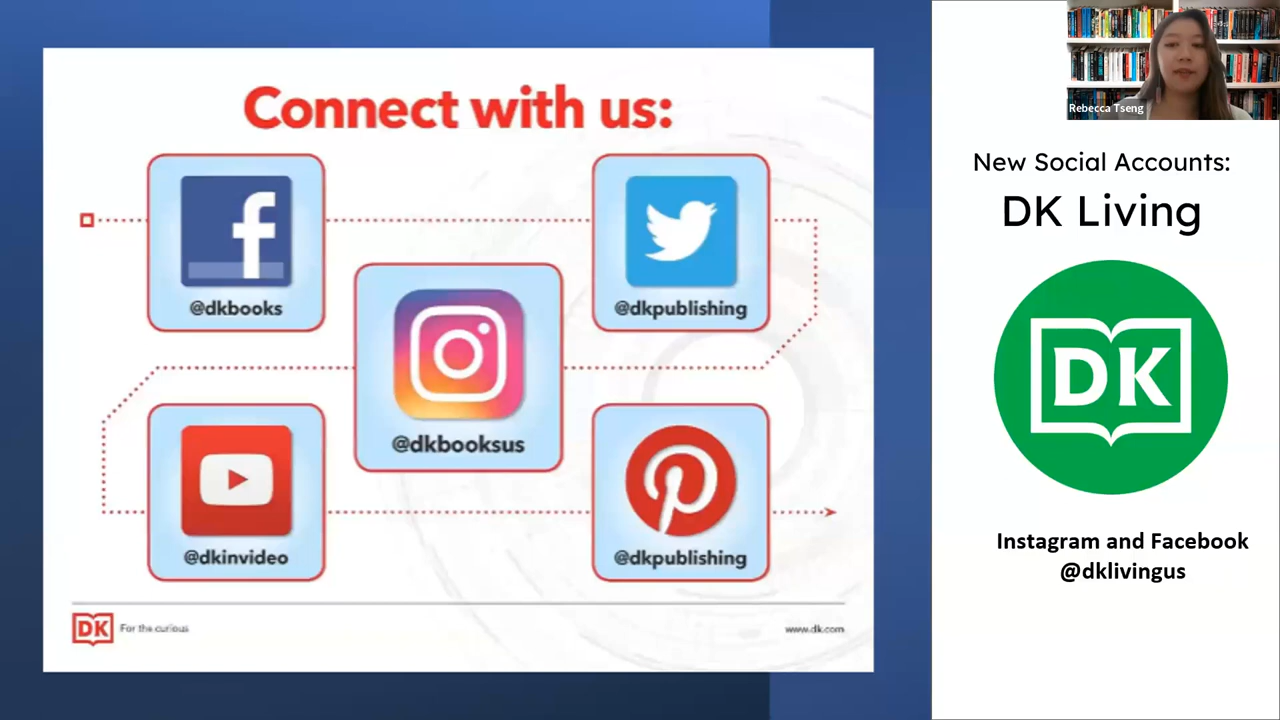 Connect with us:
@dkbooks
@dkpublishing
@dkbooksus
@dkinvideo
@dkpublishing
DK
For the curious
www.dk.com
Rebecca Tseng
New Social Accounts:
DK Living
DK
Instagram and Facebook
@dklivingus